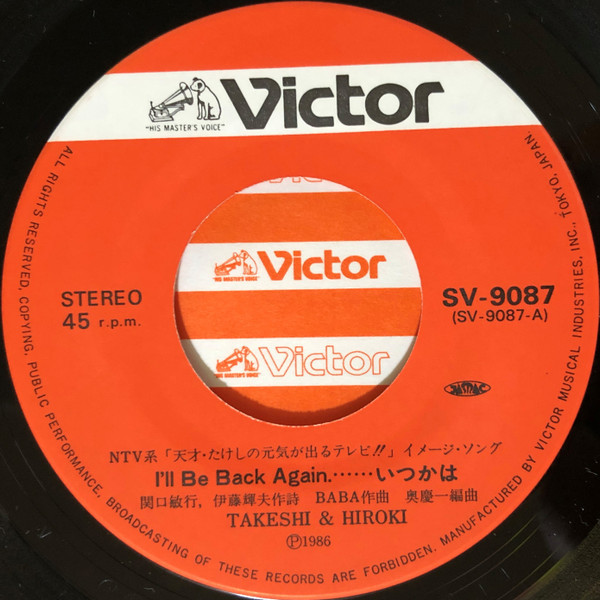 Victor
"HIS MASTER'S VOICE"
Victor
"HIS MASTER'S VOICE"
Victor
STEREO
45 r.p.m.
SV-9087
(SV-9087-A)
JASRAC
NTV系「天才・たけしの元気が出るテレビ!!」イメージ・ソング
I'll Be Back Again.……いつかは
関口敏行, 伊藤輝夫作詩 BABA作曲 奥慶一編曲
TAKESHI & HIROKI
Ⓟ1986
ALL RIGHTS RESERVED, COPYING, PUBLIC PERFORMANCE, BROADCASTING OF THESE RECORDS ARE FORBIDDEN. MANUFACTURED BY VICTOR MUSICAL INDUSTRIES, INC., TOKYO, JAPAN.